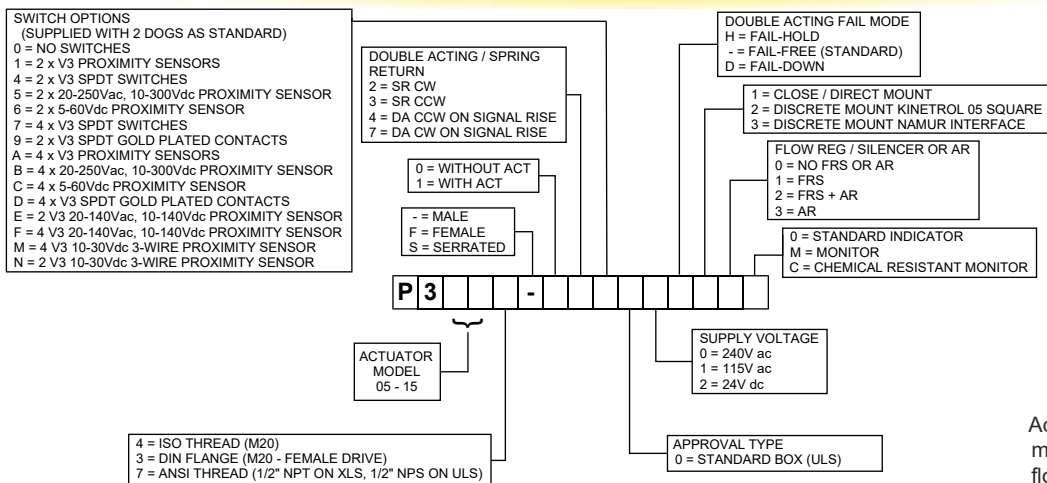 SWITCH OPTIONS
(SUPPLIED WITH 2 DOGS AS STANDARD)
0 = NO SWITCHES
1 = 2 x V3 PROXIMITY SENSORS
4 = 2 x V3 SPDT SWITCHES
5 = 2 x 20-250Vac, 10-300Vdc PROXIMITY SENSOR
6 = 2 x 5-60Vdc PROXIMITY SENSOR
7 = 4 x V3 SPDT SWITCHES
9 = 2 x V3 SPDT GOLD PLATED CONTACTS
A = 4 x V3 PROXIMITY SENSORS
B = 4 x 20-250Vac, 10-300Vdc PROXIMITY SENSOR
C = 4 x 5-60Vdc PROXIMITY SENSOR
D = 4 x V3 SPDT GOLD PLATED CONTACTS
E = 2 V3 20-140Vac, 10-140Vdc PROXIMITY SENSOR
F = 4 V3 20-140Vac, 10-140Vdc PROXIMITY SENSOR
M = 4 V3 10-30Vdc 3-WIRE PROXIMITY SENSOR
N = 2 V3 10-30Vdc 3-WIRE PROXIMITY SENSOR
DOUBLE ACTING / SPRING
RETURN
2 = SR CW
3 = SR CCW
4 = DA CCW ON SIGNAL RISE
7 = DA CW ON SIGNAL RISE
0 = WITHOUT ACT
1 = WITH ACT
- = MALE
F = FEMALE
S = SERRATED
DOUBLE ACTING FAIL MODE
H = FAIL-HOLD
- = FAIL-FREE (STANDARD)
D = FAIL-DOWN
1 = CLOSE / DIRECT MOUNT
2 = DISCRETE MOUNT KINETROL 05 SQUARE
3 = DISCRETE MOUNT NAMUR INTERFACE
FLOW REG / SILENCER OR AR
0 = NO FRS OR AR
1 = FRS
2 = FRS + AR
3 = AR
0 = STANDARD INDICATOR
M = MONITOR
C = CHEMICAL RESISTANT MONITOR
P 3 -
ACTUATOR
MODEL
05 - 15
SUPPLY VOLTAGE
0 = 240V ac
1 = 115V ac
2 = 24V dc
4 = ISO THREAD (M20)
3 = DIN FLANGE (M20 - FEMALE DRIVE)
7 = ANSI THREAD (1/2" NPT ON XLS, 1/2" NPS ON ULS)
APPROVAL TYPE
0 = STANDARD BOX (ULS)